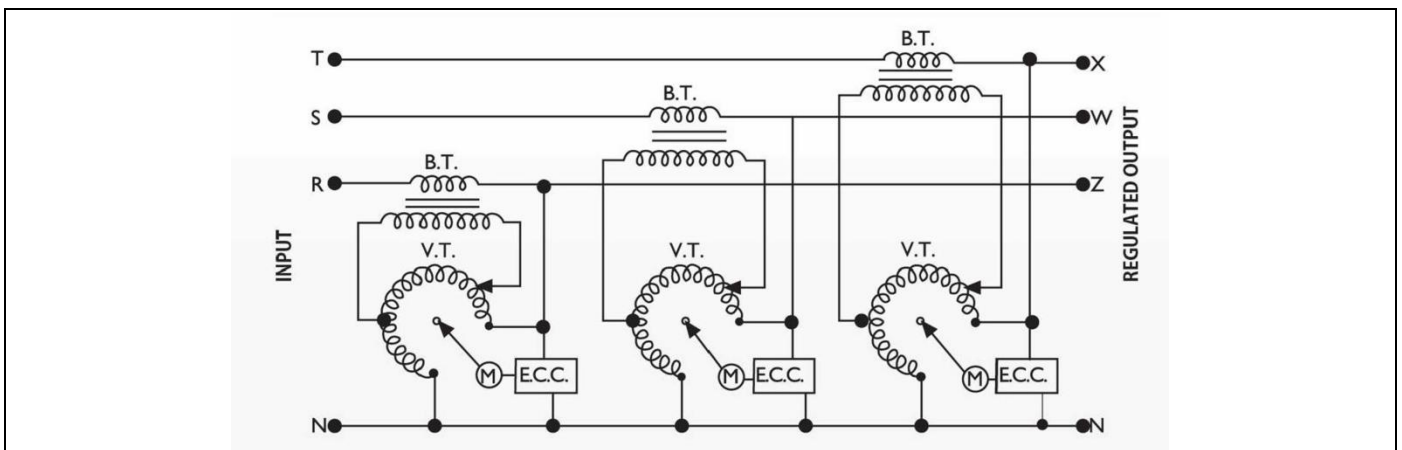 B.T.
T
X
B.T.
S
W
B.T.
R
Z
INPUT
REGULATED OUTPUT
V.T.
V.T.
V.T.
M
E.C.C.
M
E.C.C.
M
E.C.C.
N
N